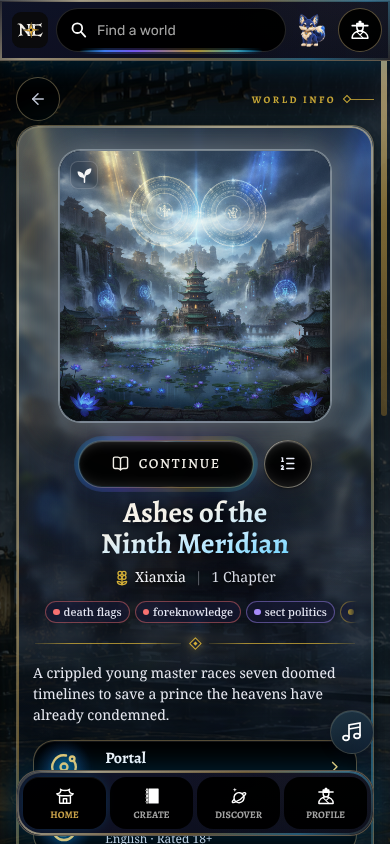 NE
Find a world
WORLD INFO
CONTINUE
Ashes of the
Ninth Meridian
Xianxia | 1 Chapter
death flags
foreknowledge
sect politics
A crippled young master races seven doomed
timelines to save a prince the heavens have
already condemned.
Portal
HOME
CREATE
DISCOVER
PROFILE
English · Rated 18+